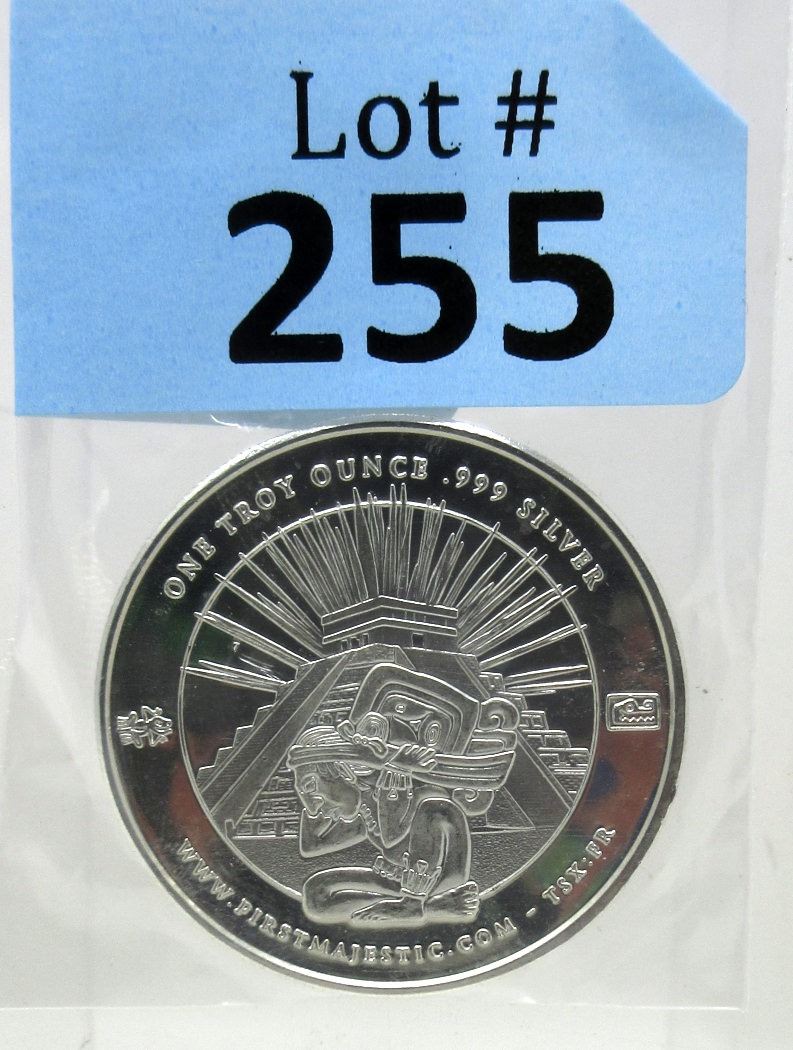 Lot #
255
ONE TROY OUNCE .999 SILVER
WWW.FIRSTMAJESTIC.COM - TSX:FR